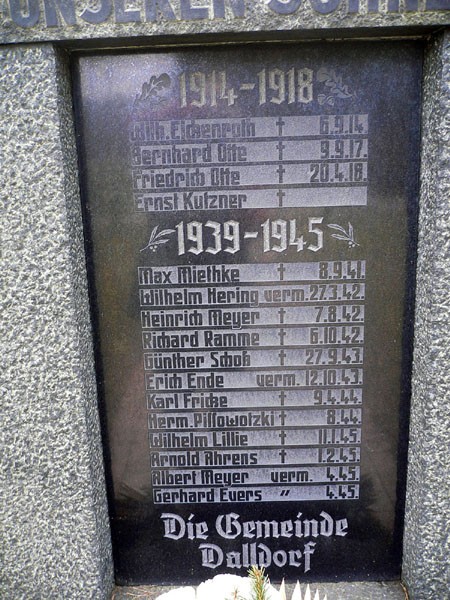 UNSEREN
1914-1918
Wilh. Eickenroth † 6.9.14
Bernhard Otte † 9.9.17.
Friedrich Otte † 20.4.18.
Ernst Kutzner †
1939-1945
Max Miethke † 8.9.41.
Wilhelm Hering verm. 27.3.42.
Heinrich Meyer † 7.8.42.
Richard Ramme † 6.10.42.
Günther Schoß † 27.9.43.
Erich Ende verm. 12.10.43.
Karl Fricke † 9.4.44.
Herm. Pissowotzki † 8.44.
Wilhelm Lillie † 11.1.45.
Arnold Ahrens † 1.2.45.
Albert Meyer verm. 4.45.
Gerhard Evers „ 4.45.
Die Gemeinde
Dalldorf